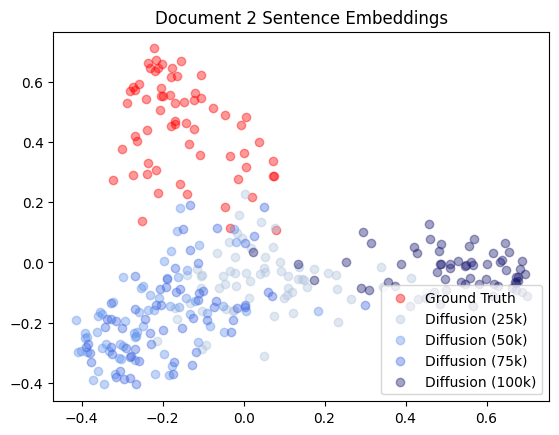 Document 2 Sentence Embeddings
0.6
0.4
0.2
0.0
−0.2
−0.4
Ground Truth
Diffusion (25k)
Diffusion (50k)
Diffusion (75k)
Diffusion (100k)
−0.4 −0.2 0.0 0.2 0.4 0.6